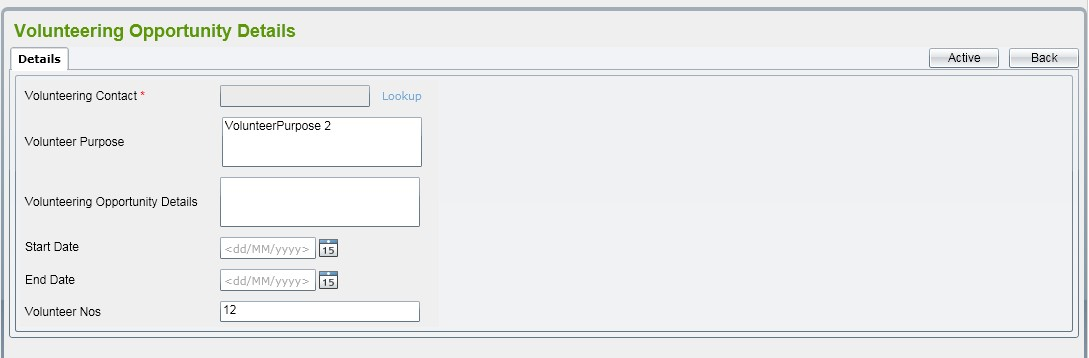 Volunteering Opportunity Details
Details
Active
Back
Volunteering Contact *
Lookup
Volunteer Purpose
VolunteerPurpose 2
Volunteering Opportunity Details
Start Date
<dd/MM/yyyy>
15
End Date
<dd/MM/yyyy>
15
Volunteer Nos
12